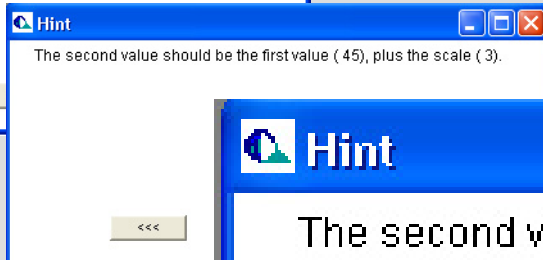 Hint
The second value should be the first value ( 45), plus the scale ( 3).
Hint
<<<
The second v